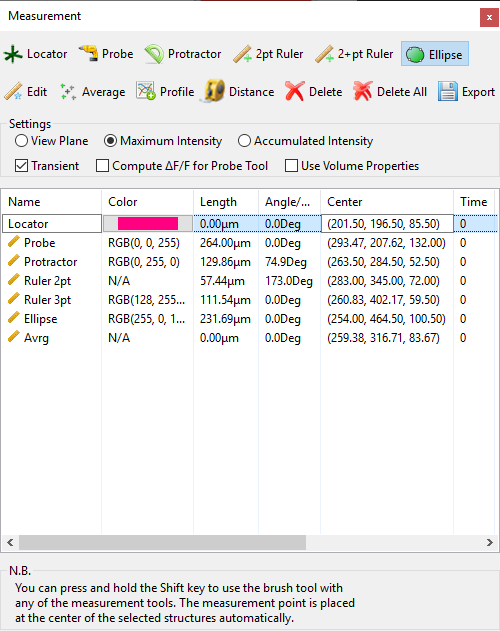 Measurement
Locator Probe Protractor 2pt Ruler 2+pt Ruler Ellipse
Edit Average Profile Distance Delete Delete All Export
Settings
View Plane Maximum Intensity Accumulated Intensity
Transient Compute ΔF/F for Probe Tool Use Volume Properties
Name Color Length Angle/... Center Time
Locator 0.00µm 0.0Deg (201.50, 196.50, 85.50) 0
Probe RGB(0, 0, 255) 264.00µm 0.0Deg (293.47, 207.62, 132.00) 0
Protractor RGB(0, 255, 0) 129.86µm 74.9Deg (263.50, 284.50, 52.50) 0
Ruler 2pt N/A 57.44µm 173.0Deg (283.00, 345.00, 72.00) 0
Ruler 3pt RGB(128, 255... 111.54µm 0.0Deg (260.83, 402.17, 59.50) 0
Ellipse RGB(255, 0, 1... 231.69µm 0.0Deg (254.00, 464.50, 100.50) 0
Avrg N/A 0.00µm 0.0Deg (259.38, 316.71, 83.67) 0
N.B.
You can press and hold the Shift key to use the brush tool with
any of the measurement tools. The measurement point is placed
at the center of the selected structures automatically.